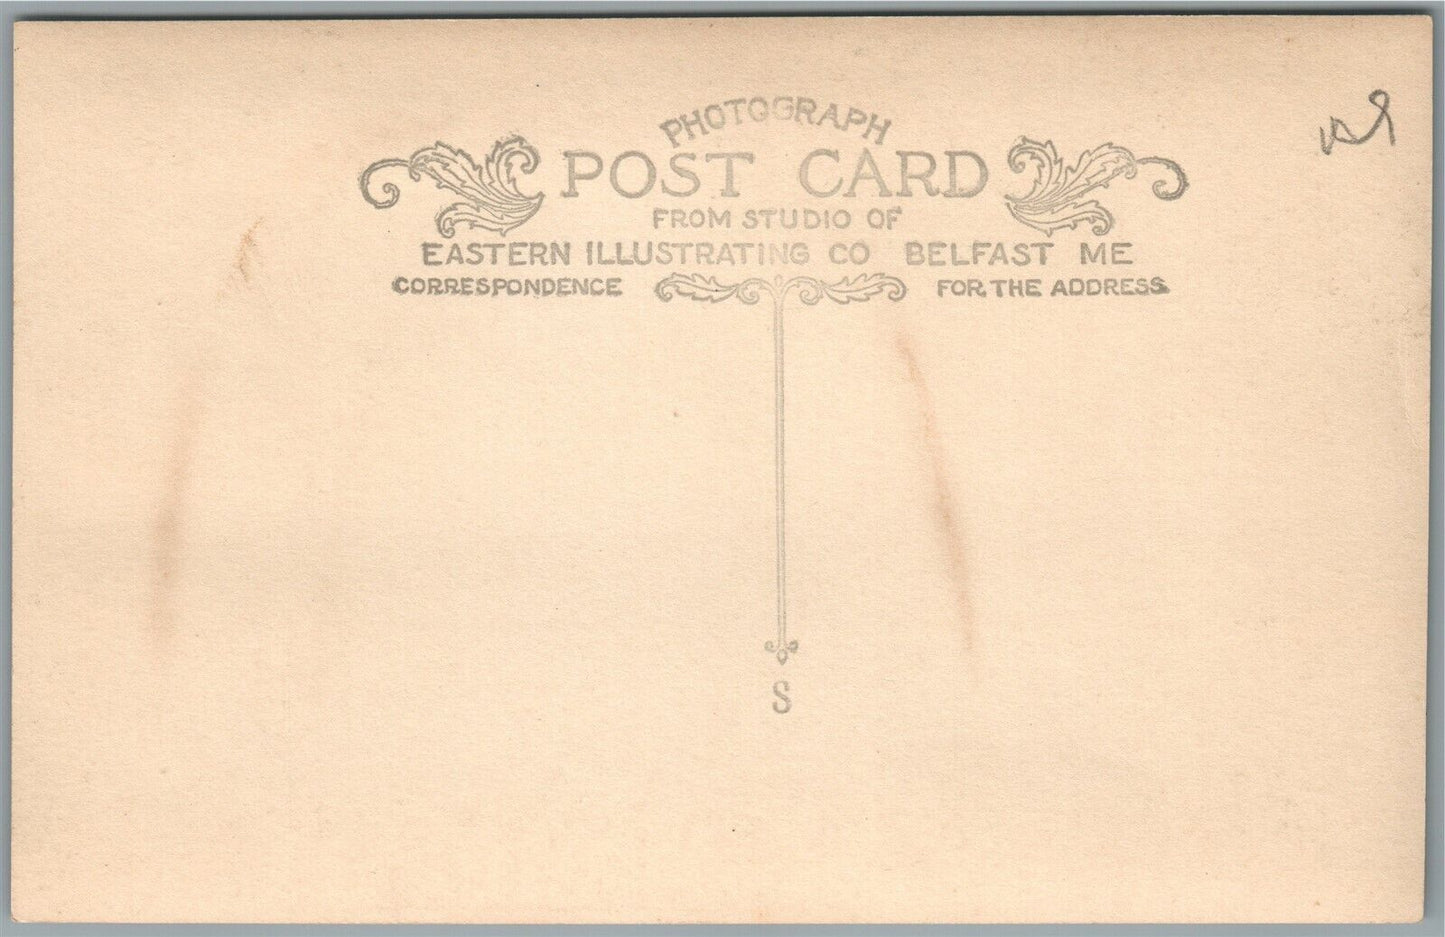 PHOTOGRAPH
POST CARD
FROM STUDIO OF
EASTERN ILLUSTRATING CO BELFAST ME
CORRESPONDENCE FOR THE ADDRESS
S